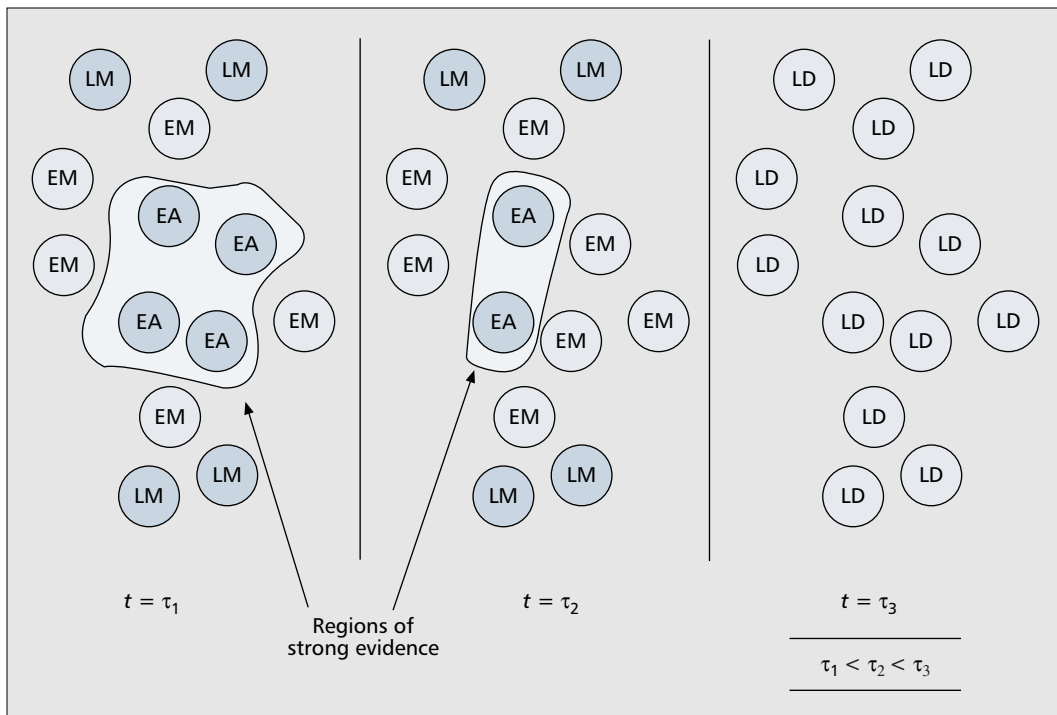 LM
LM
EM
EM
EA
EA
EM
EA
EA
EM
EM
LM
LM
t = τ1
LM
LM
EM
EM
EA
EM
EM
EA
EM
EM
EM
LM
LM
t = τ2
LD
LD
LD
LD
LD
LD
LD
LD
LD
LD
LD
LD
LD
t = τ3
Regions of
strong evidence
τ1 < τ2 < τ3